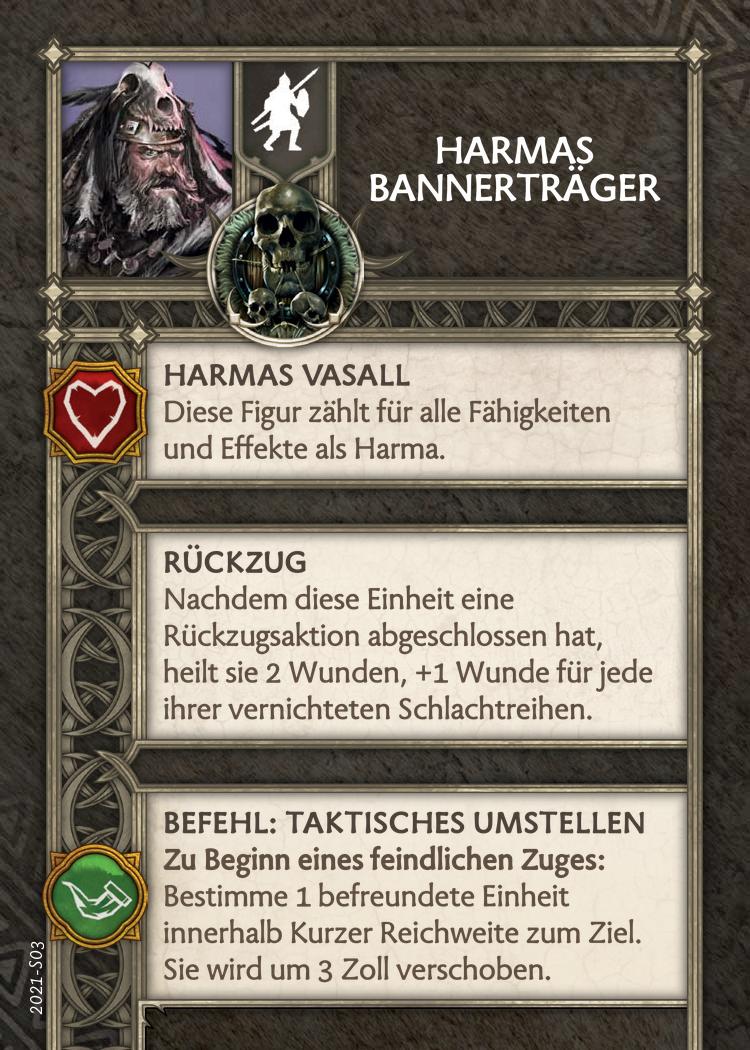 HARMAS
BANNERTRÄGER
HARMAS VASALL
Diese Figur zählt für alle Fähigkeiten
und Effekte als Harma.
RÜCKZUG
Nachdem diese Einheit eine
Rückzugsaktion abgeschlossen hat,
heilt sie 2 Wunden, +1 Wunde für jede
ihrer vernichteten Schlachtreihen.
BEFEHL: TAKTISCHES UMSTELLEN
Zu Beginn eines feindlichen Zuges:
Bestimme 1 befreundete Einheit
innerhalb Kurzer Reichweite zum Ziel.
Sie wird um 3 Zoll verschoben.
2021-S03